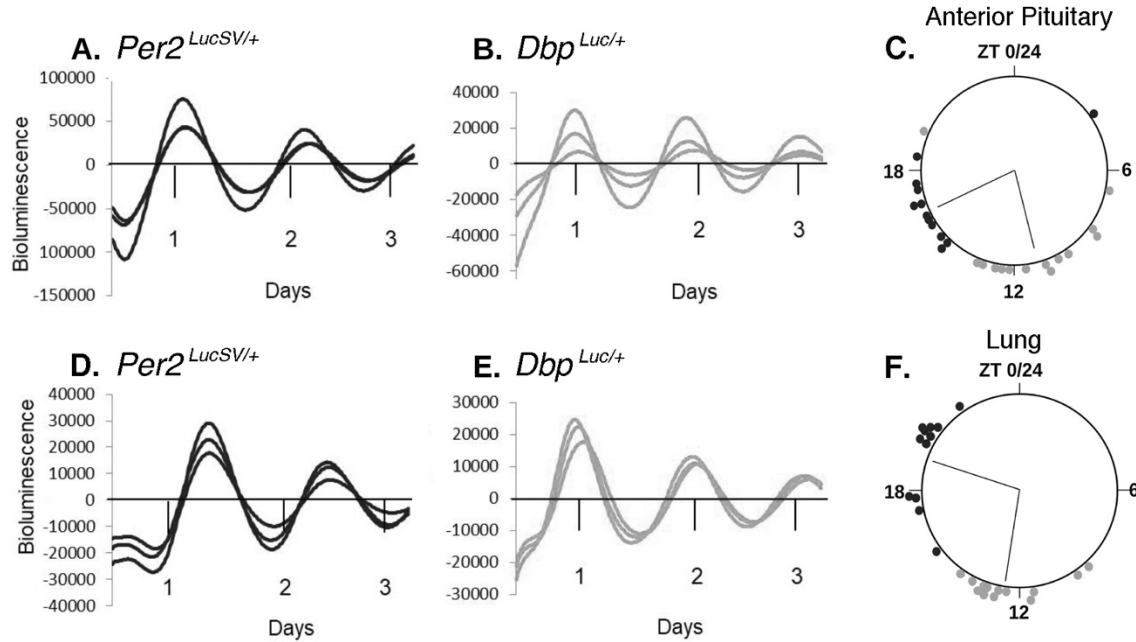 A. Per2 LucSV/+
Bioluminescence
100000
50000
0
-50000
100000
-150000
1
2
3
Days
B. Dbp Luc/+
40000
20000
0
-20000
-40000
-60000
1
2
3
Days
Anterior Pituitary
C.
ZT 0/24
18
6
12
D. Per2 LucSV/+
Bioluminescence
40000
30000
20000
10000
0
-10000
-20000
-30000
-40000
1
2
3
Days
E. Dbp Luc/+
30000
20000
10000
0
-10000
-20000
-30000
1
2
3
Days
Lung
F.
ZT 0/24
18
6
12